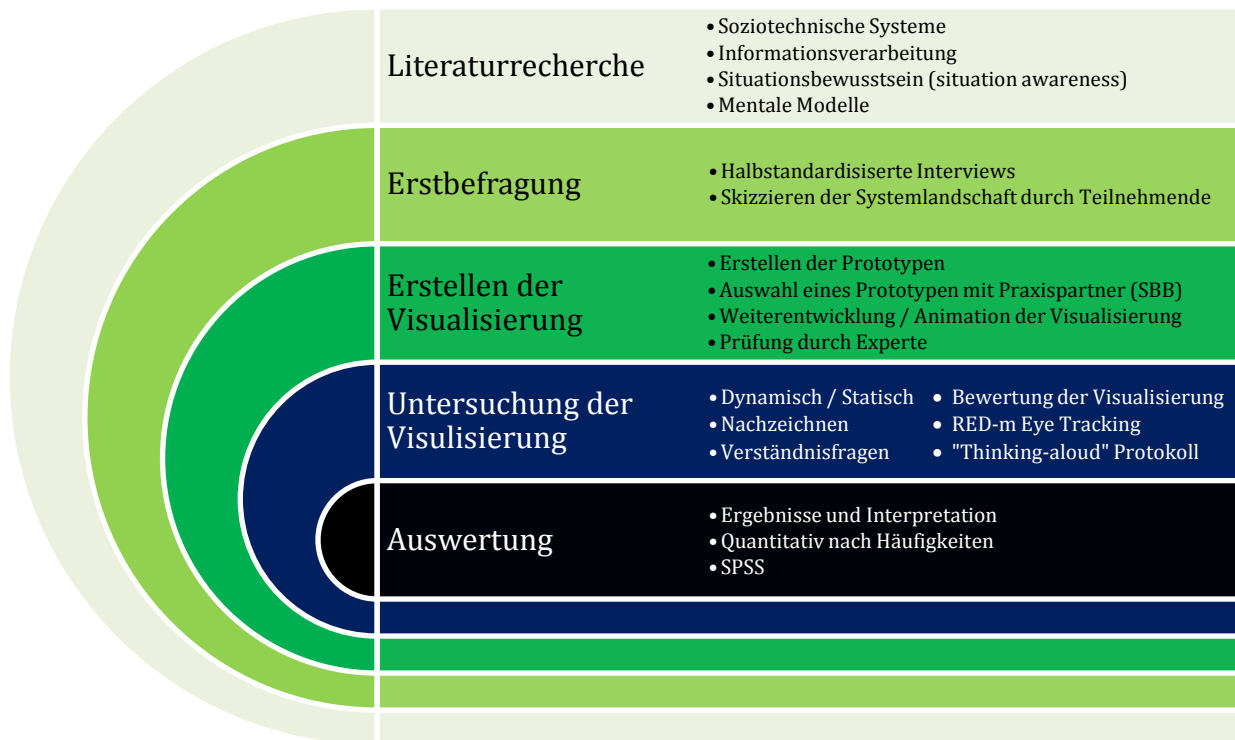 Literaturrecherche
• Soziotechnische Systeme
• Informationsverarbeitung
• Situationsbewusstsein (situation awareness)
• Mentale Modelle
Erstbefragung
• Halbstandardisiserte Interviews
• Skizzieren der Systemlandschaft durch Teilnehmende
Erstellen der
Visualisierung
• Erstellen der Prototypen
• Auswahl eines Prototypen mit Praxispartner (SBB)
• Weiterentwicklung / Animation der Visualisierung
• Prüfung durch Experte
Untersuchung der
Visulisierung
• Dynamisch / Statisch
• Nachzeichnen
• Verständnisfragen
• Bewertung der Visualisierung
• RED-m Eye Tracking
• "Thinking-aloud" Protokoll
Auswertung
• Ergebnisse und Interpretation
• Quantitativ nach Häufigkeiten
• SPSS